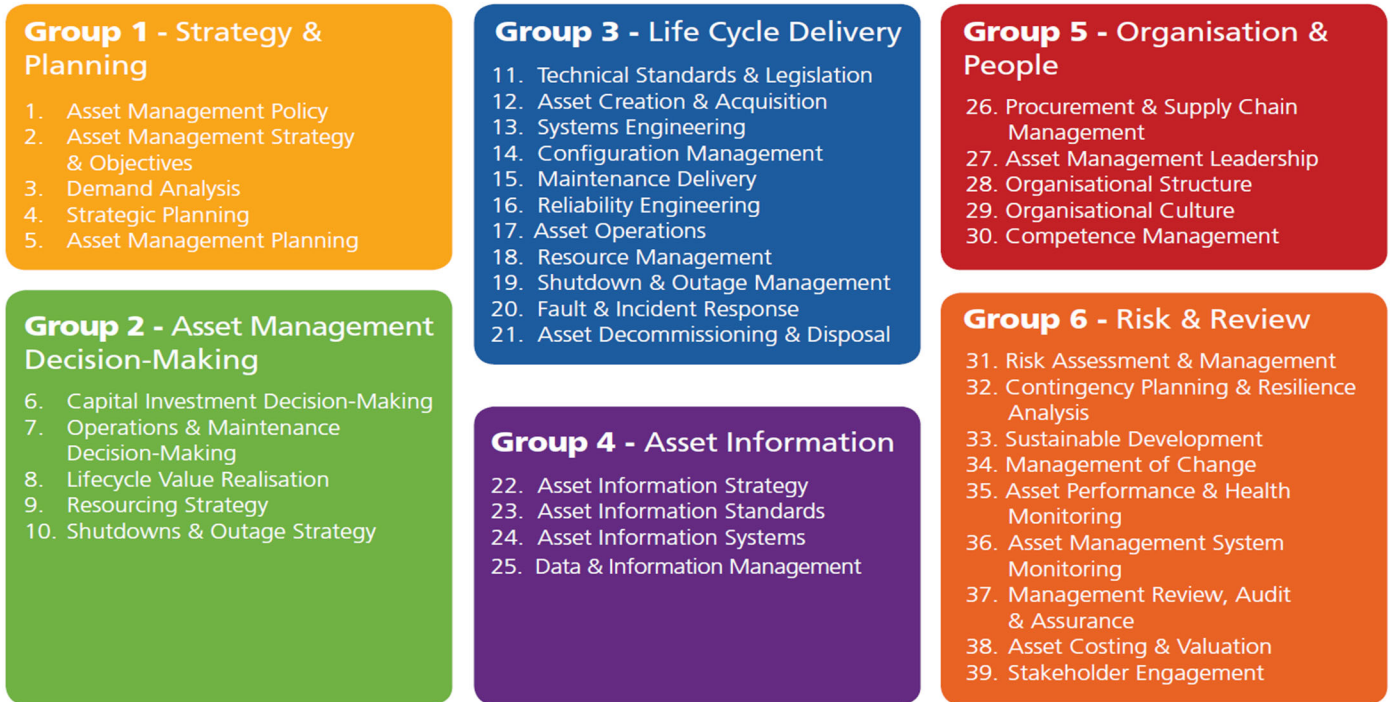 Group 1 - Strategy &
Planning
1. Asset Management Policy
2. Asset Management Strategy
& Objectives
3. Demand Analysis
4. Strategic Planning
5. Asset Management Planning
Group 2 - Asset Management
Decision-Making
6. Capital Investment Decision-Making
7. Operations & Maintenance
Decision-Making
8. Lifecycle Value Realisation
9. Resourcing Strategy
10. Shutdowns & Outage Strategy
Group 3 - Life Cycle Delivery
11. Technical Standards & Legislation
12. Asset Creation & Acquisition
13. Systems Engineering
14. Configuration Management
15. Maintenance Delivery
16. Reliability Engineering
17. Asset Operations
18. Resource Management
19. Shutdown & Outage Management
20. Fault & Incident Response
21. Asset Decommissioning & Disposal
Group 4 - Asset Information
22. Asset Information Strategy
23. Asset Information Standards
24. Asset Information Systems
25. Data & Information Management
Group 5 - Organisation &
People
26. Procurement & Supply Chain
Management
27. Asset Management Leadership
28. Organisational Structure
29. Organisational Culture
30. Competence Management
Group 6 - Risk & Review
31. Risk Assessment & Management
32. Contingency Planning & Resilience
Analysis
33. Sustainable Development
34. Management of Change
35. Asset Performance & Health
Monitoring
36. Asset Management System
Monitoring
37. Management Review, Audit
& Assurance
38. Asset Costing & Valuation
39. Stakeholder Engagement